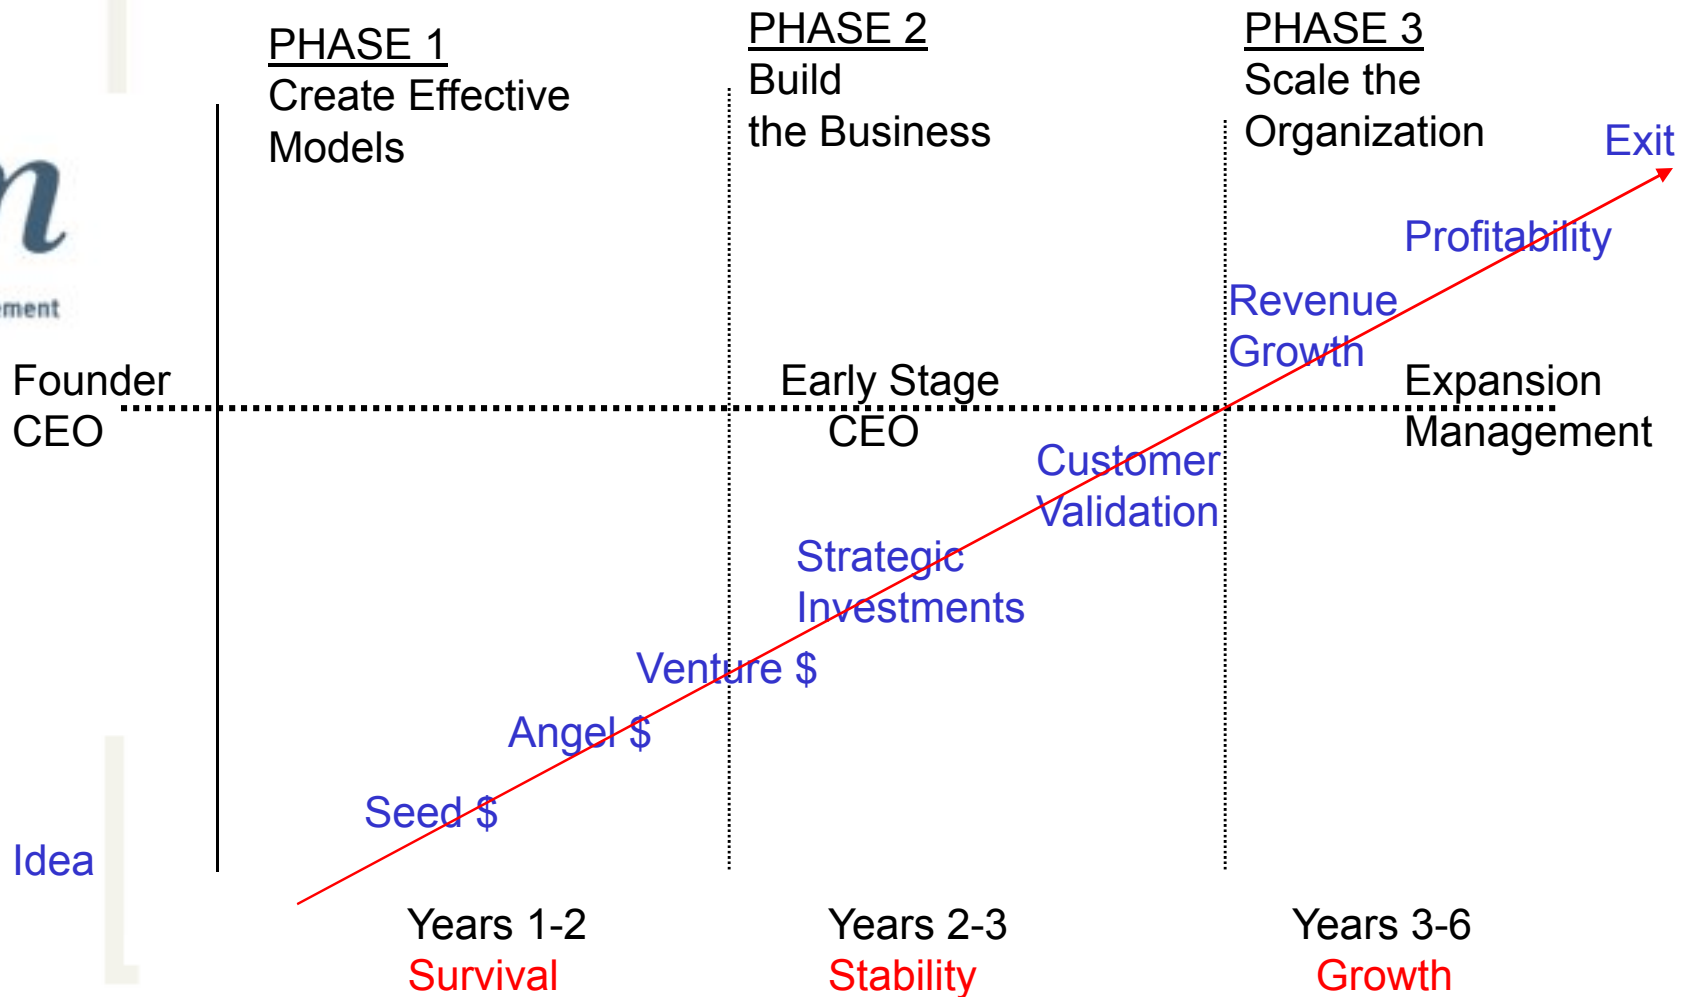 PHASE 1
Create Effective
Models
PHASE 2
Build
the Business
PHASE 3
Scale the
Organization
Exit
Profitability
Revenue
Growth
Founder
CEO
Early Stage
CEO
Expansion
Management
Customer
Validation
Strategic
Investments
Venture $
Angel $
Seed $
Idea
Years 1-2
Survival
Years 2-3
Stability
Years 3-6
Growth